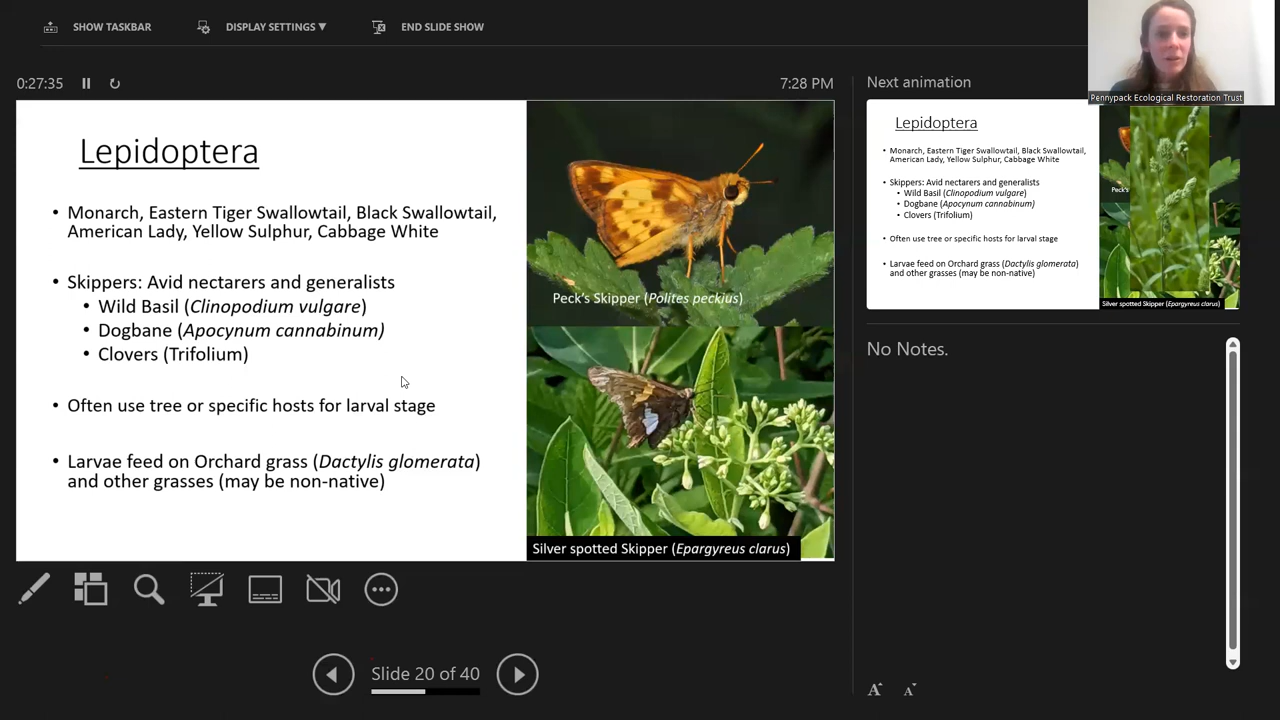 SHOW TASKBAR
DISPLAY SETTINGS ▼
END SLIDE SHOW
0:27:35
7:28 PM
Lepidoptera
• Monarch, Eastern Tiger Swallowtail, Black Swallowtail,
American Lady, Yellow Sulphur, Cabbage White
• Skippers: Avid nectarers and generalists
• Wild Basil (Clinopodium vulgare)
• Dogbane (Apocynum cannabinum)
• Clovers (Trifolium)
• Often use tree or specific hosts for larval stage
• Larvae feed on Orchard grass (Dactylis glomerata)
and other grasses (may be non-native)
Peck's Skipper (Polites peckius)
Silver spotted Skipper (Epargyreus clarus)
Slide 20 of 40
Pennypack Ecological Restoration Trust
Next animation
Lepidoptera
• Monarch, Eastern Tiger Swallowtail, Black Swallowtail,
American Lady, Yellow Sulphur, Cabbage White
• Skippers: Avid nectarers and generalists
• Wild Basil (Clinopodium vulgare)
• Dogbane (Apocynum cannabinum)
• Clovers (Trifolium)
• Often use tree or specific hosts for larval stage
• Larvae feed on Orchard grass (Dactylis glomerata)
and other grasses (may be non-native)
Peck's
Silver spotted Skipper (Epargyreus clarus)
No Notes.
A A